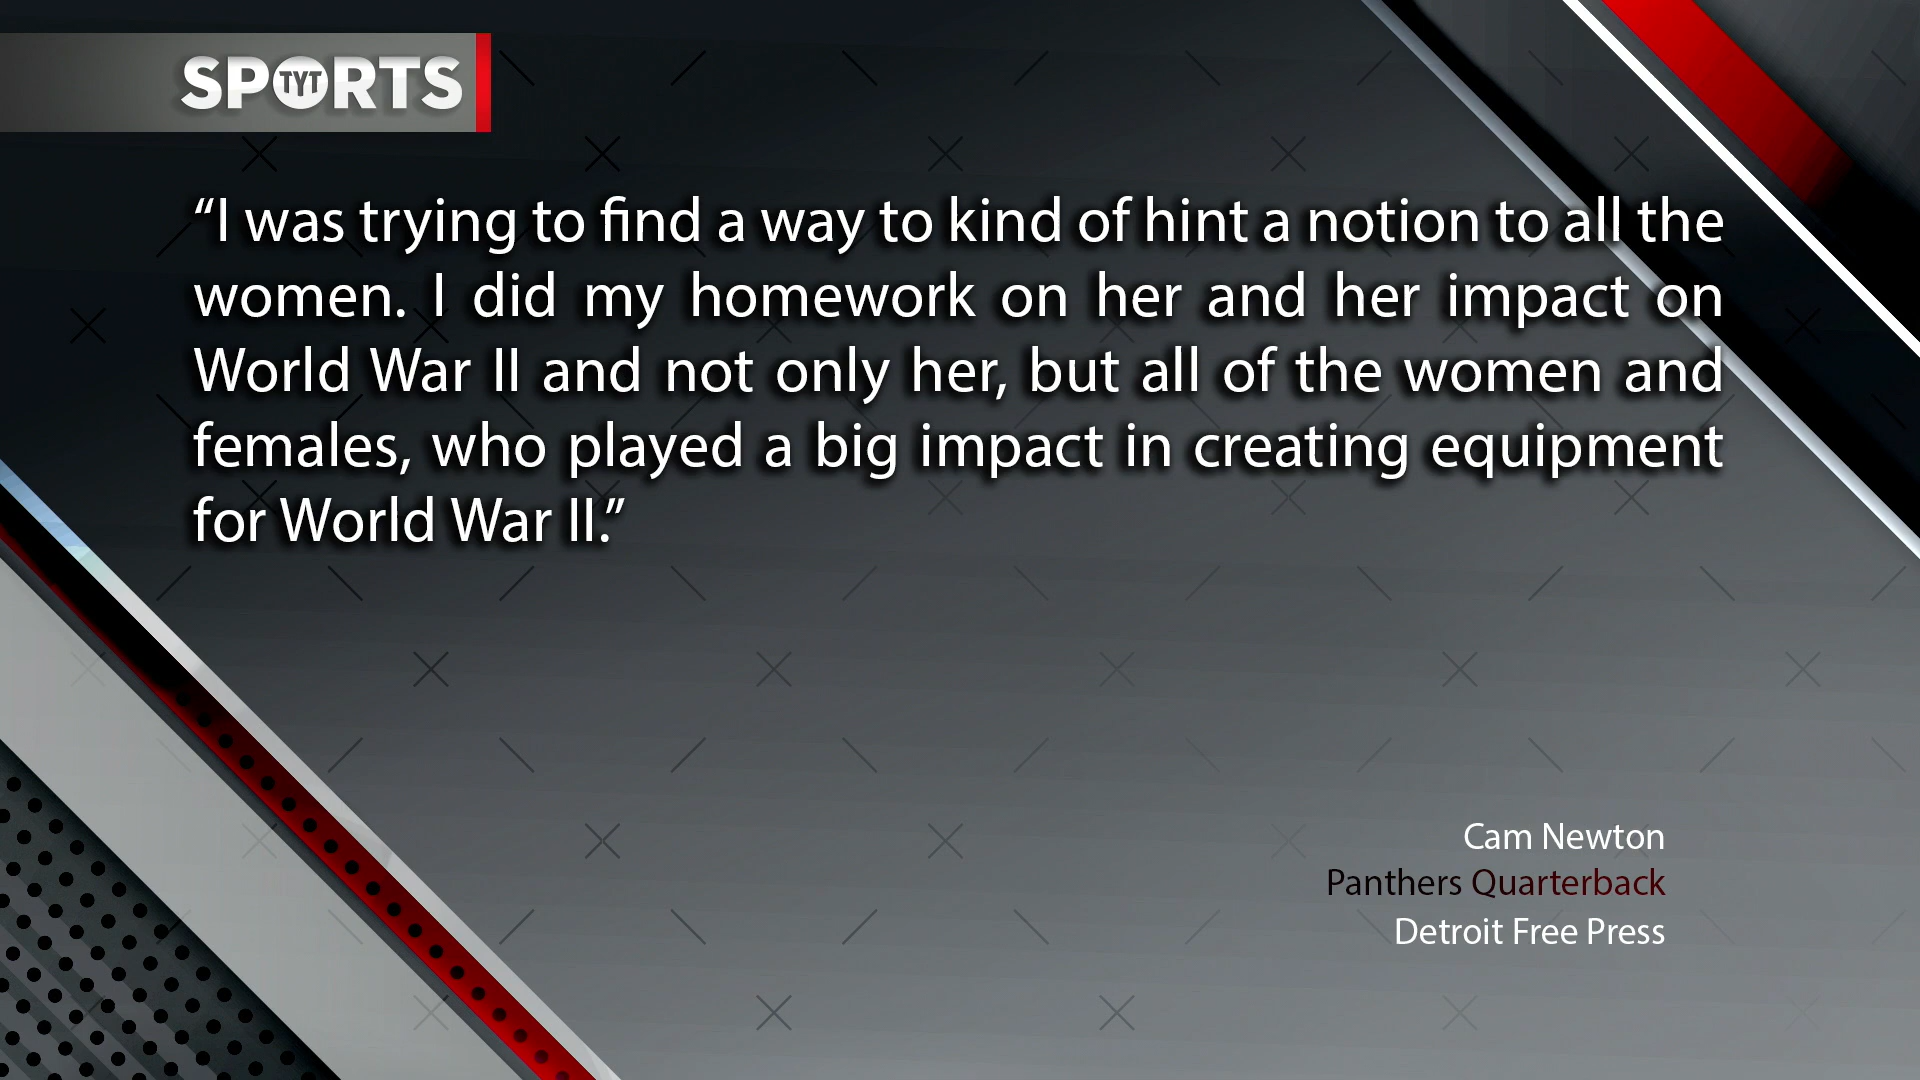 SPORTS
TYT
“I was trying to find a way to kind of hint a notion to all the
women. I did my homework on her and her impact on
World War II and not only her, but all of the women and
females, who played a big impact in creating equipment
for World War II.”
Cam Newton
Panthers Quarterback
Detroit Free Press